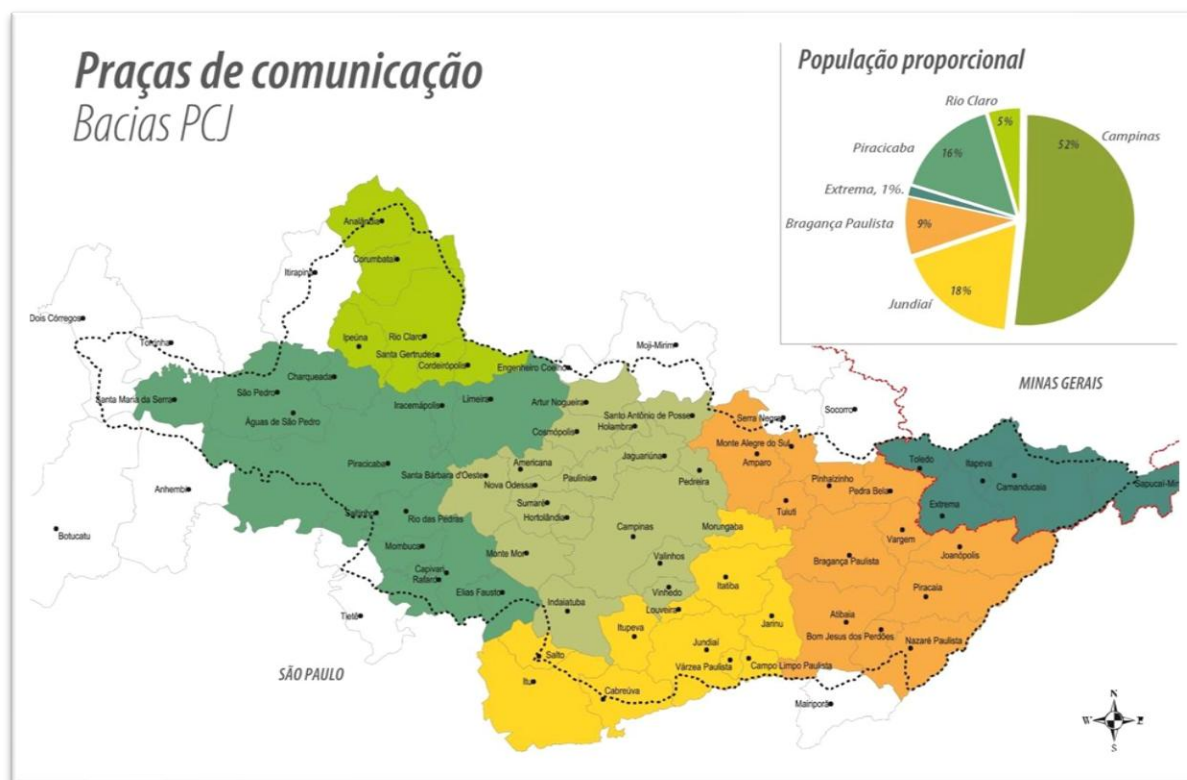 Praças de comunicação
Bacias PCJ
População proporcional
Rio Claro
5%
Campinas
52%
Piracicaba
16%
Extrema, 1%.
Bragança Paulista
9%
Jundiaí
18%
Analândia
Corumbataí
Itirapina
Dois Córregos
Torrinha
Ipeúna
Rio Claro
Santa Gertrudes
Cordeirópolis
Engenheiro Coelho
Moji-Mirim
MINAS GERAIS
Charqueada
São Pedro
Santa Maria da Serra
Águas de São Pedro
Iracemápolis
Limeira
Artur Nogueira
Santo Antônio de Posse
Holambra
Cosmópolis
Serra Negra
Socorro
Monte Alegre do Sul
Amparo
Jaguariúna
Pedreira
Toledo
Itapeva
Camanducaia
Sapucaí-Mi
Extrema
Piracicaba
Santa Bárbara d'Oeste
Americana
Nova Odessa
Paulínia
Sumaré
Hortolândia
Pinhalzinho
Pedra Bela
Tuiuti
Vargem
Joanópolis
Anhembi
Botucatu
Saltinho
Rio das Pedras
Mombuca
Capivari
Rafard
Elias Fausto
Monte Mor
Campinas
Morungaba
Valinhos
Vinhedo
Itatiba
Bragança Paulista
Piracaia
Tietê
Indaiatuba
Louveira
Itupeva
Jarinu
Atibaia
Bom Jesus dos Perdões
Nazaré Paulista
Jundiaí
Várzea Paulista
Campo Limpo Paulista
Salto
Itu
Cabreúva
Mairiporã
SÃO PAULO
N
W
E
S